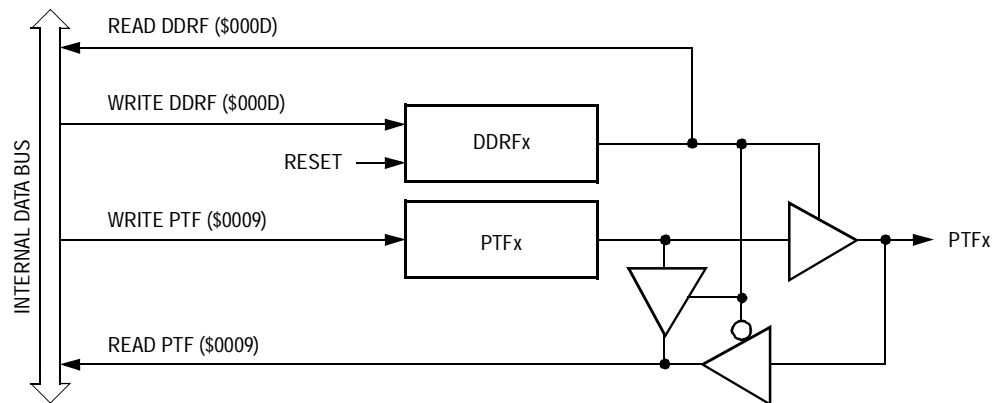 READ DDRF ($000D)
WRITE DDRF ($000D)
DDRFx
RESET
INTERNAL DATA BUS
WRITE PTF ($0009)
PTFx
PTFx
READ PTF ($0009)